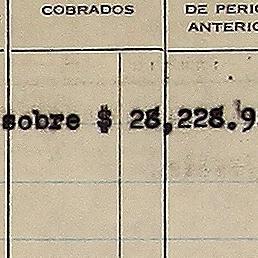 COBRADOS
DE PERIO
ANTERIO
sobre $ 28,228.9